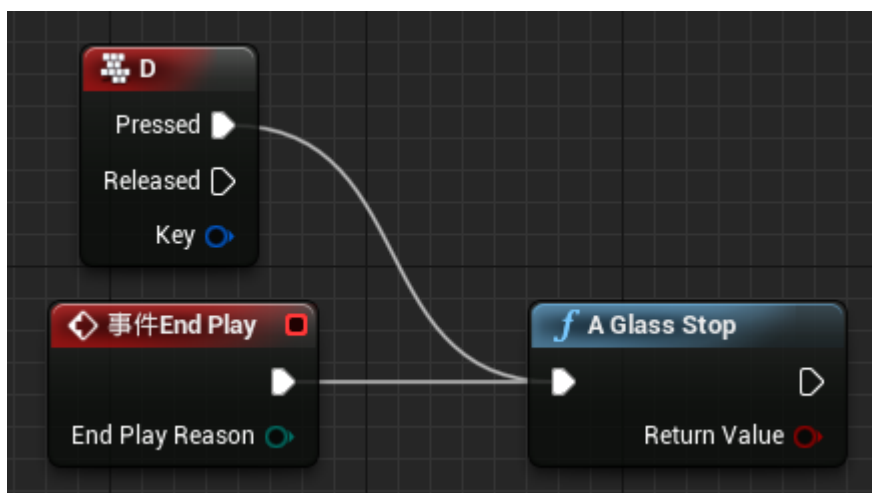 D
Pressed
Released
Key
事件End Play
End Play Reason
f A Glass Stop
Return Value